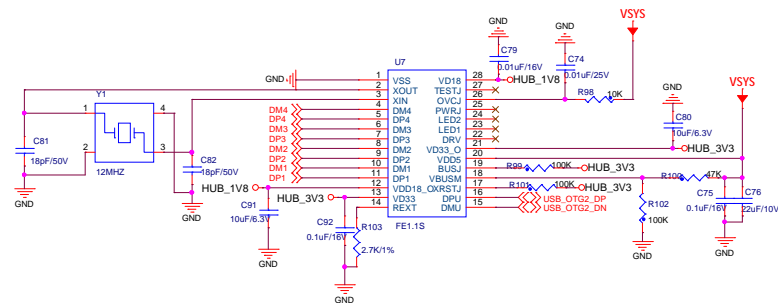 VSYS
GND
GND
C79
0.01uF/16V
C74
0.01uF/25V
R98
10K
VSYS
GND
U7
GND
1
VSS
VD18
28
HUB_1V8
2
XOUT
TESTJ
27
3
XIN
OVCJ
26
DM4
4
DM4
PWRJ
25
DP4
5
DP4
LED2
24
DM3
6
DM3
LED1
23
DP3
7
DP3
DRV
22
DM2
8
DM2
VD33_O
21
HUB_3V3
DP2
9
DP2
VDD5
20
DM1
10
DM1
BUSJ
19
R99
100K
HUB_3V3
DP1
11
DP1
VBUSM
18
R100
47K
HUB_1V8
12
VDD18_O
XRSTJ
17
R101
100K
HUB_3V3
HUB_3V3
13
VD33
DPU
16
USB_OTG2_DP
14
REXT
DMU
15
USB_OTG2_DN
FE1.1S
C80
10uF/6.3V
Y1
1
4
2
3
12MHZ
C81
18pF/50V
GND
C82
18pF/50V
GND
C91
10uF/6.3V
GND
C92
0.1uF/16V
R103
2.7K/1%
GND
R102
100K
GND
C75
0.1uF/16V
C76
22uF/10V
GND